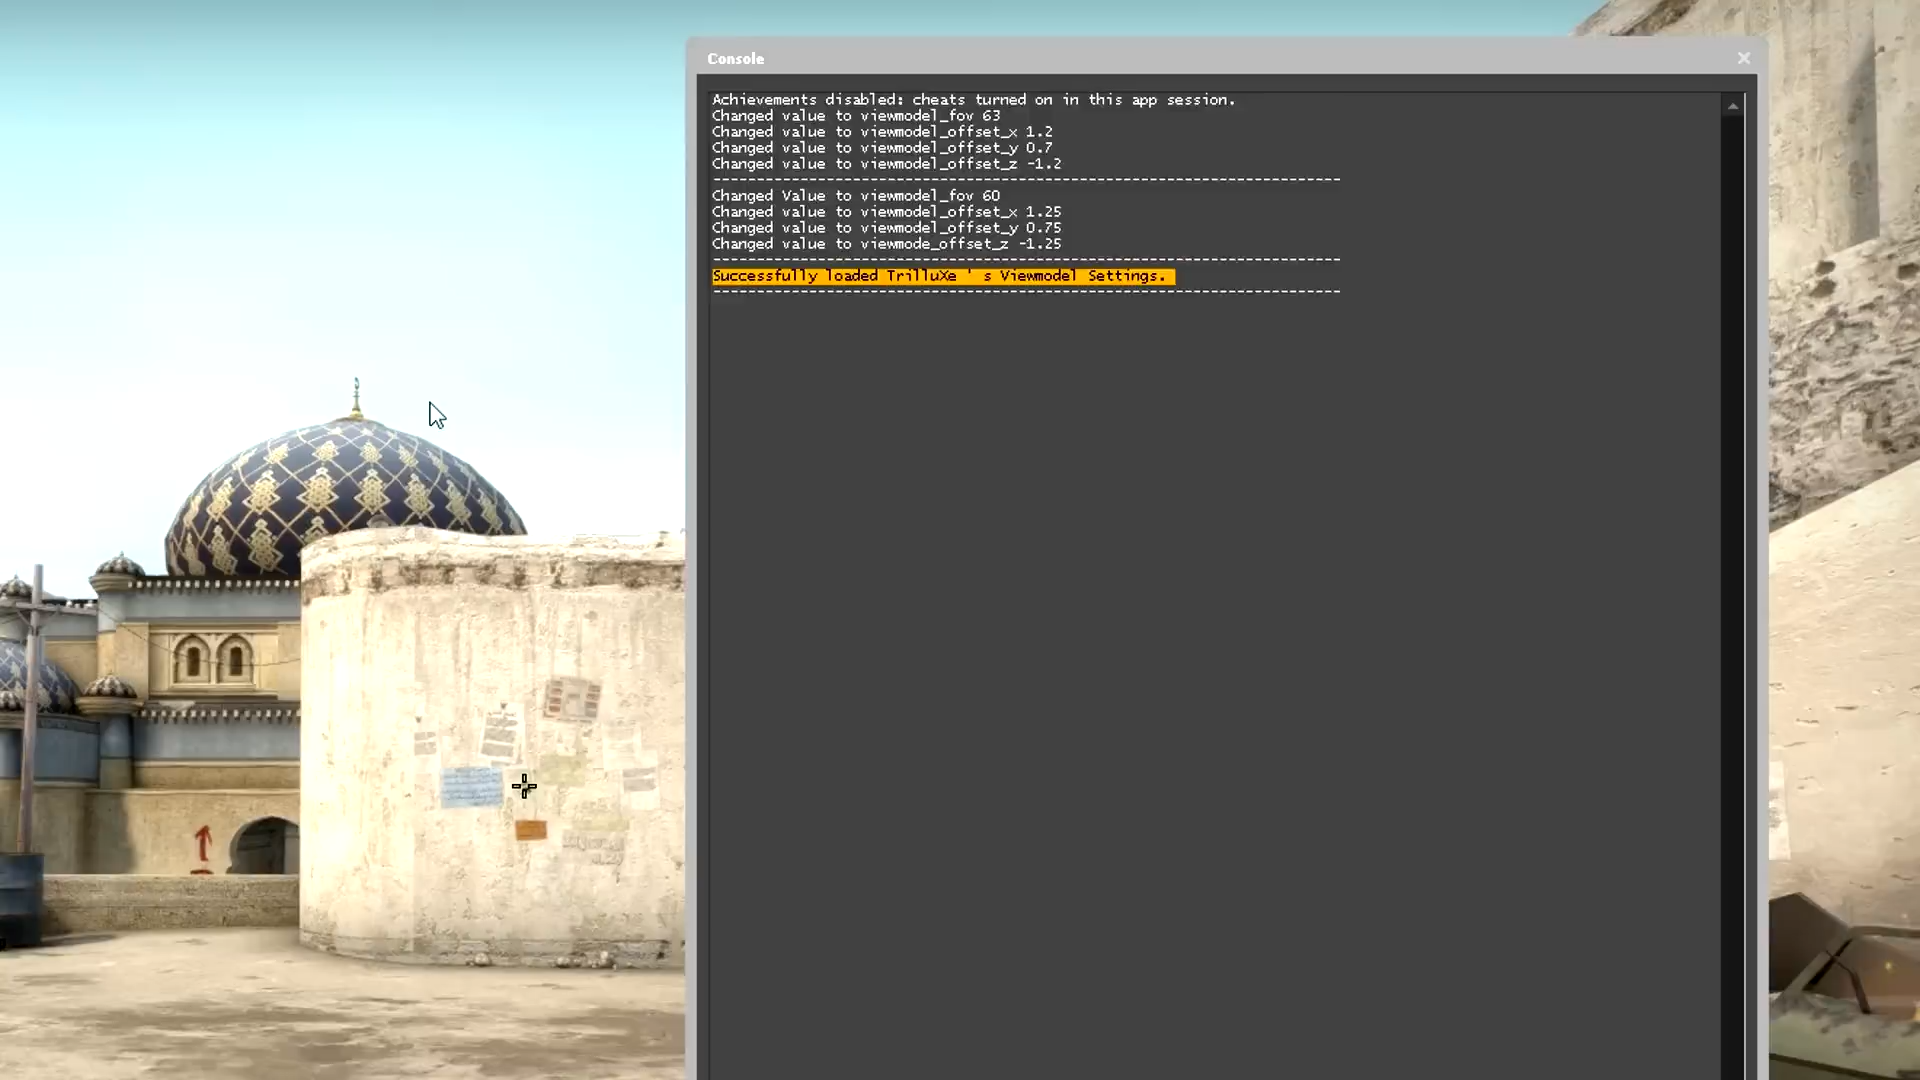 Console
Achievements disabled: cheats turned on in this app session.
Changed value to viewmodel_fov 63
Changed value to viewmodel_offset_x 1.2
Changed value to viewmodel_offset_y 0.7
Changed value to viewmodel_offset_z -1.2
-----------------------------------------------------------------------
Changed Value to viewmodel_fov 60
Changed value to viewmodel_offset_x 1.25
Changed value to viewmodel_offset_y 0.75
Changed value to viewmode_offset_z -1.25
-----------------------------------------------------------------------
Successfully loaded TrilluXe ' s Viewmodel Settings.
-----------------------------------------------------------------------